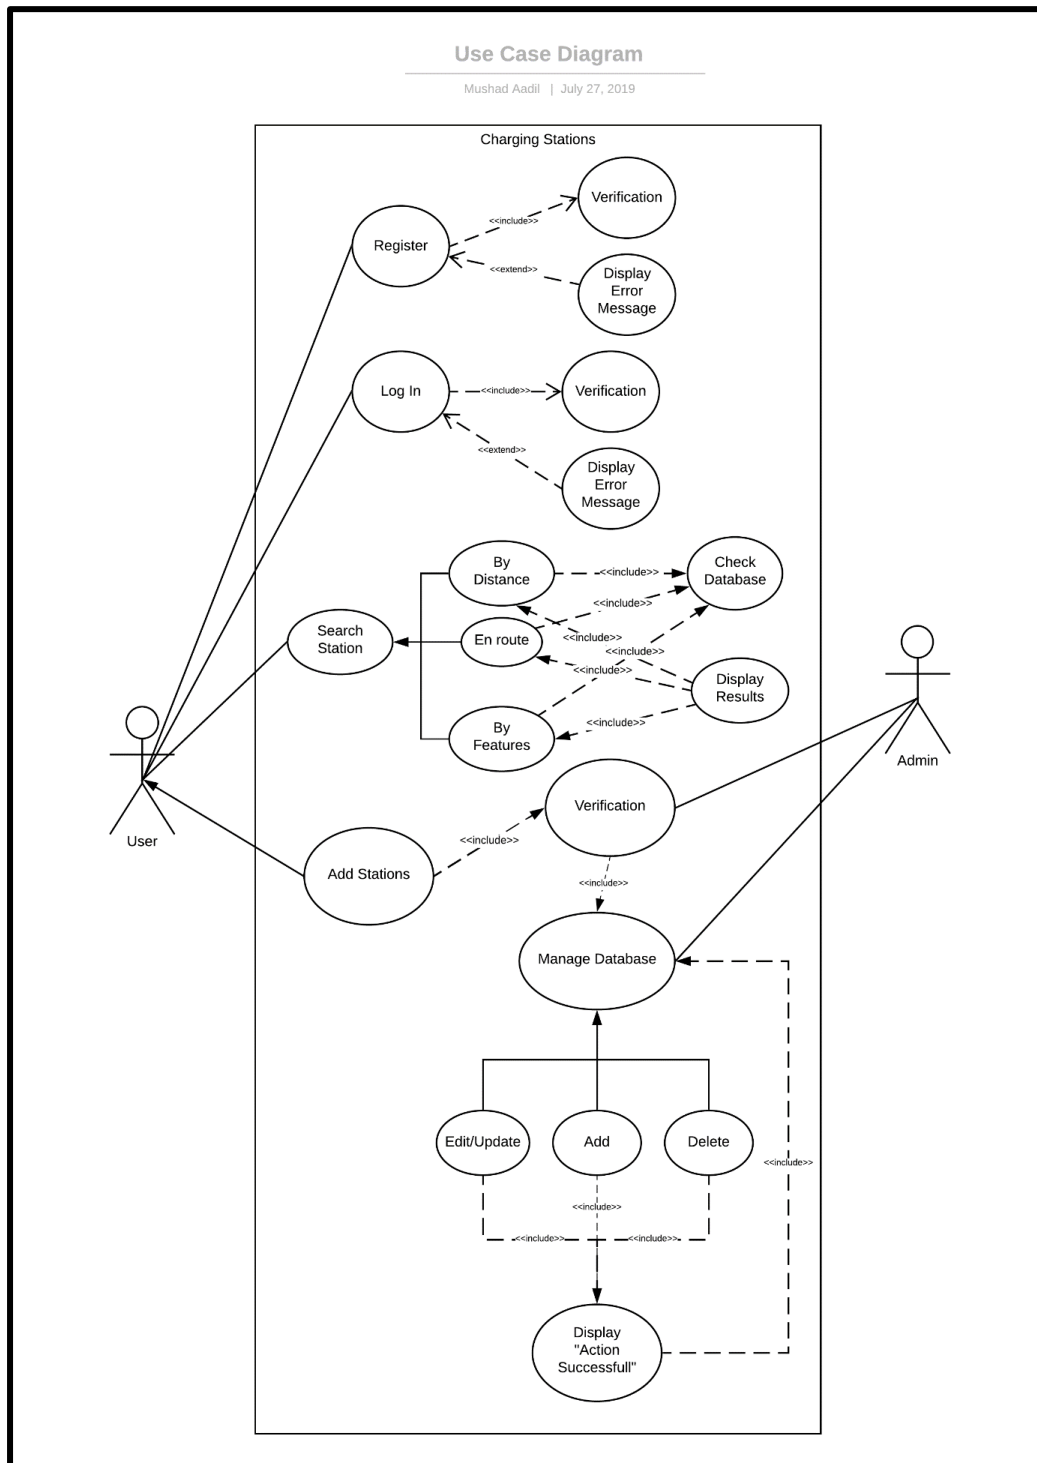 Use Case Diagram
Mushad Aadil | July 27, 2019
Charging Stations
Verification
<<include>>
Register
<<extend>>
Display
Error
Message
Log In
<<include>>
Verification
<<extend>>
Display
Error
Message
By
Distance
<<include>>
Check
Database
<<include>>
Search
Station
En route
<<include>>
<<include>>
<<include>>
Display
Results
By
Features
<<include>>
Admin
Verification
User
<<include>>
Add Stations
<<include>>
Manage Database
Edit/Update
Add
Delete
<<include>>
<<include>>
<<include>>
<<include>>
Display
"Action
Successfull"